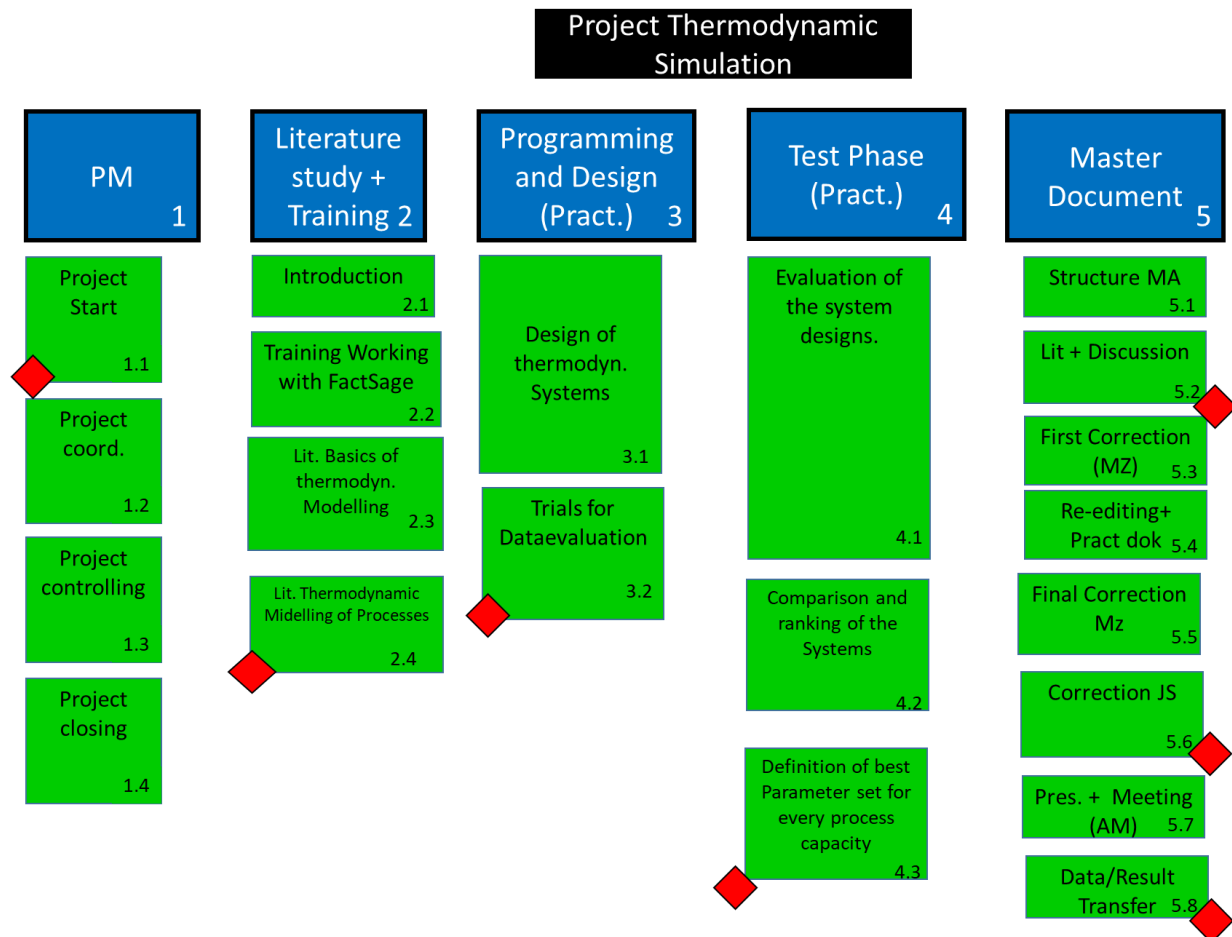 Project Thermodynamic
Simulation
PM
1
Literature
study +
Training 2
Programming
and Design
(Pract.) 3
Test Phase
(Pract.) 4
Master
Document
5
Project
Start
1.1
Project
coord.
1.2
Project
controlling
1.3
Project
closing
1.4
Introduction
2.1
Training Working
with FactSage
2.2
Lit. Basics of
thermodyn.
Modelling
2.3
Lit. Thermodynamic
Midelling of Processes
2.4
Design of
thermodyn.
Systems
3.1
Trials for
Dataevaluation
3.2
Evaluation of
the system
designs.
4.1
Comparison and
ranking of the
Systems
4.2
Definition of best
Parameter set for
every process
capacity
4.3
Structure MA
5.1
Lit + Discussion
5.2
First Correction
(MZ) 5.3
Re-editing+
Pract dok 5.4
Final Correction
Mz 5.5
Correction JS
5.6
Pres. + Meeting
(AM) 5.7
Data/Result
Transfer 5.8